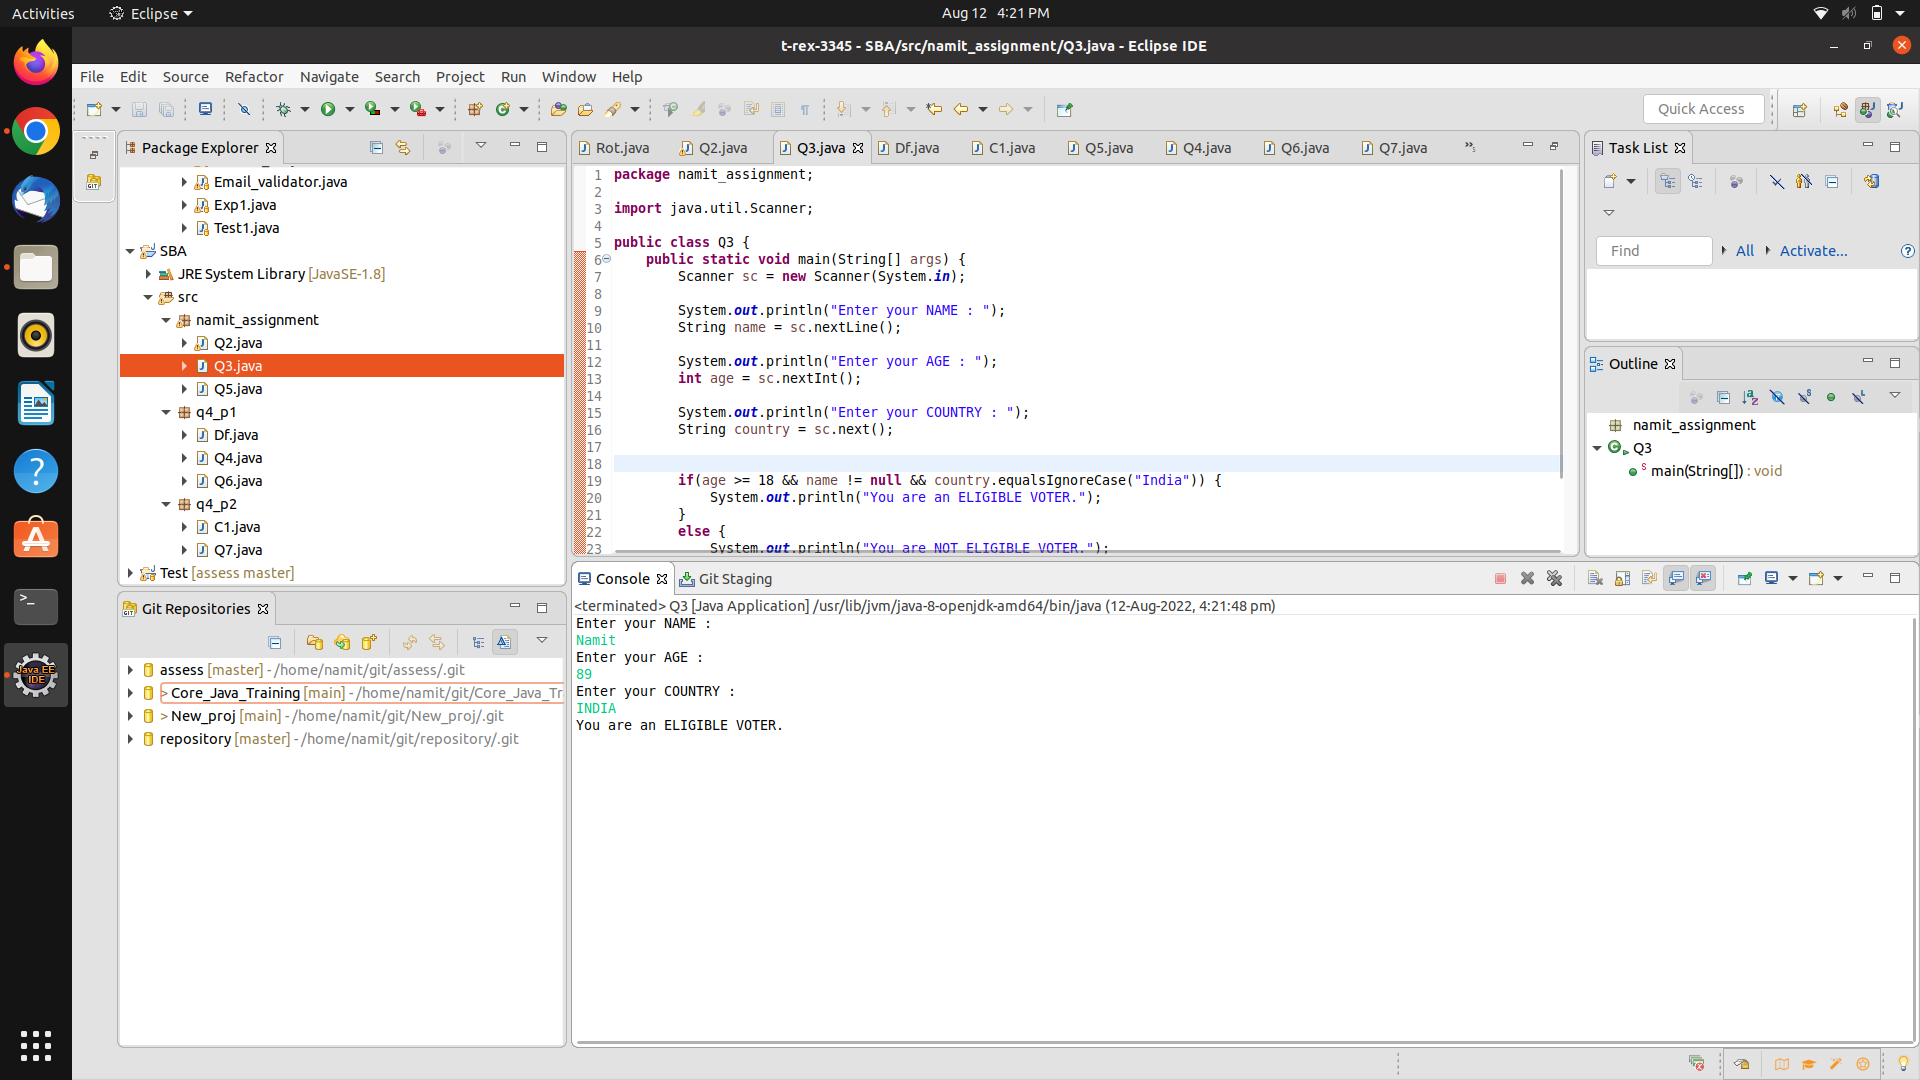 Activities
Eclipse
Aug 12 4:21 PM
t-rex-3345 - SBA/src/namit_assignment/Q3.java - Eclipse IDE
File Edit Source Refactor Navigate Search Project Run Window Help
Quick Access
Package Explorer
Email_validator.java
Exp1.java
Test1.java
SBA
JRE System Library [JavaSE-1.8]
src
namit_assignment
Q2.java
Q3.java
Q5.java
q4_p1
Df.java
Q4.java
Q6.java
q4_p2
C1.java
Q7.java
Test [assess master]
Git Repositories
assess [master] - /home/namit/git/assess/.git
> Core_Java_Training [main] - /home/namit/git/Core_Java_Tr
> New_proj [main] - /home/namit/git/New_proj/.git
repository [master] - /home/namit/git/repository/.git
Rot.java Q2.java Q3.java Df.java C1.java Q5.java Q4.java Q6.java Q7.java
1 package namit_assignment;
2
3 import java.util.Scanner;
4
5 public class Q3 {
6 public static void main(String[] args) {
7 Scanner sc = new Scanner(System.in);
8
9 System.out.println("Enter your NAME : ");
10 String name = sc.nextLine();
11
12 System.out.println("Enter your AGE : ");
13 int age = sc.nextInt();
14
15 System.out.println("Enter your COUNTRY : ");
16 String country = sc.next();
17
18
19 if(age >= 18 && name != null && country.equalsIgnoreCase("India")) {
20 System.out.println("You are an ELIGIBLE VOTER.");
21 }
22 else {
23 System.out.println("You are NOT ELIGIBLE VOTER.");
Console Git Staging
<terminated> Q3 [Java Application] /usr/lib/jvm/java-8-openjdk-amd64/bin/java (12-Aug-2022, 4:21:48 pm)
Enter your NAME :
Namit
Enter your AGE :
89
Enter your COUNTRY :
INDIA
You are an ELIGIBLE VOTER.
Task List
Find All Activate...
Outline
namit_assignment
Q3
main(String[]) : void
Java EE
IDE